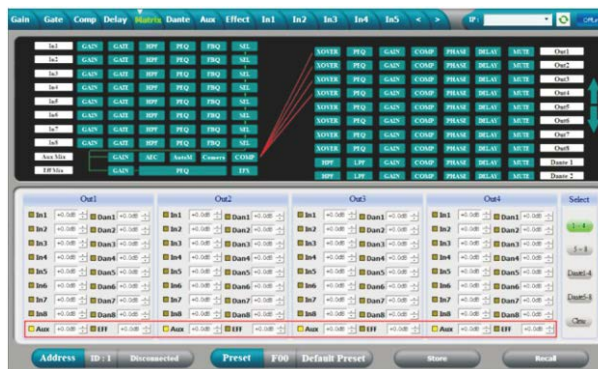 Gain Gate Comp Delay Matrix Dante Aux Effect In1 In2 In3 In4 In5 < > IP:
In1 GAIN GATE HPF PEQ FBQ SEL
In2 GAIN GATE HPF PEQ FBQ SEL
In3 GAIN GATE HPF PEQ FBQ SEL
In4 GAIN GATE HPF PEQ FBQ SEL
In5 GAIN GATE HPF PEQ FBQ SEL
In6 GAIN GATE HPF PEQ FBQ SEL
In7 GAIN GATE HPF PEQ FBQ SEL
In8 GAIN GATE HPF PEQ FBQ SEL
Aux Mix GAIN AEC AutoM Camera COMP
Eff Mix GAIN PEQ EFX
XOVER PEQ GAIN COMP PHASE DELAY MUTE Out1
XOVER PEQ GAIN COMP PHASE DELAY MUTE Out2
XOVER PEQ GAIN COMP PHASE DELAY MUTE Out3
XOVER PEQ GAIN COMP PHASE DELAY MUTE Out4
XOVER PEQ GAIN COMP PHASE DELAY MUTE Out5
XOVER PEQ GAIN COMP PHASE DELAY MUTE Out6
XOVER PEQ GAIN COMP PHASE DELAY MUTE Out7
XOVER PEQ GAIN COMP PHASE DELAY MUTE Out8
HPF LPF GAIN COMP PHASE DELAY MUTE Dante 1
HPF LPF GAIN COMP PHASE DELAY MUTE Dante 2
Out1 Out2 Out3 Out4 Select
In1 +0.0dB Dan1 +0.0dB In1 +0.0dB Dan1 +0.0dB In1 +0.0dB Dan1 +0.0dB In1 +0.0dB Dan1 +0.0dB
In2 +0.0dB Dan2 +0.0dB In2 +0.0dB Dan2 +0.0dB In2 +0.0dB Dan2 +0.0dB In2 +0.0dB Dan2 +0.0dB 1-4
In3 +0.0dB Dan3 +0.0dB In3 +0.0dB Dan3 +0.0dB In3 +0.0dB Dan3 +0.0dB In3 +0.0dB Dan3 +0.0dB
In4 +0.0dB Dan4 +0.0dB In4 +0.0dB Dan4 +0.0dB In4 +0.0dB Dan4 +0.0dB In4 +0.0dB Dan4 +0.0dB 5-8
In5 +0.0dB Dan5 +0.0dB In5 +0.0dB Dan5 +0.0dB In5 +0.0dB Dan5 +0.0dB In5 +0.0dB Dan5 +0.0dB Dante1-4
In6 +0.0dB Dan6 +0.0dB In6 +0.0dB Dan6 +0.0dB In6 +0.0dB Dan6 +0.0dB In6 +0.0dB Dan6 +0.0dB
In7 +0.0dB Dan7 +0.0dB In7 +0.0dB Dan7 +0.0dB In7 +0.0dB Dan7 +0.0dB In7 +0.0dB Dan7 +0.0dB Dante5-8
In8 +0.0dB Dan8 +0.0dB In8 +0.0dB Dan8 +0.0dB In8 +0.0dB Dan8 +0.0dB In8 +0.0dB Dan8 +0.0dB
Aux +0.0dB Eff +0.0dB Aux +0.0dB Eff +0.0dB Aux +0.0dB Eff +0.0dB Aux +0.0dB Eff +0.0dB Clear
Address ID : 1 Disconnected Preset F00 Default Preset Store Recall